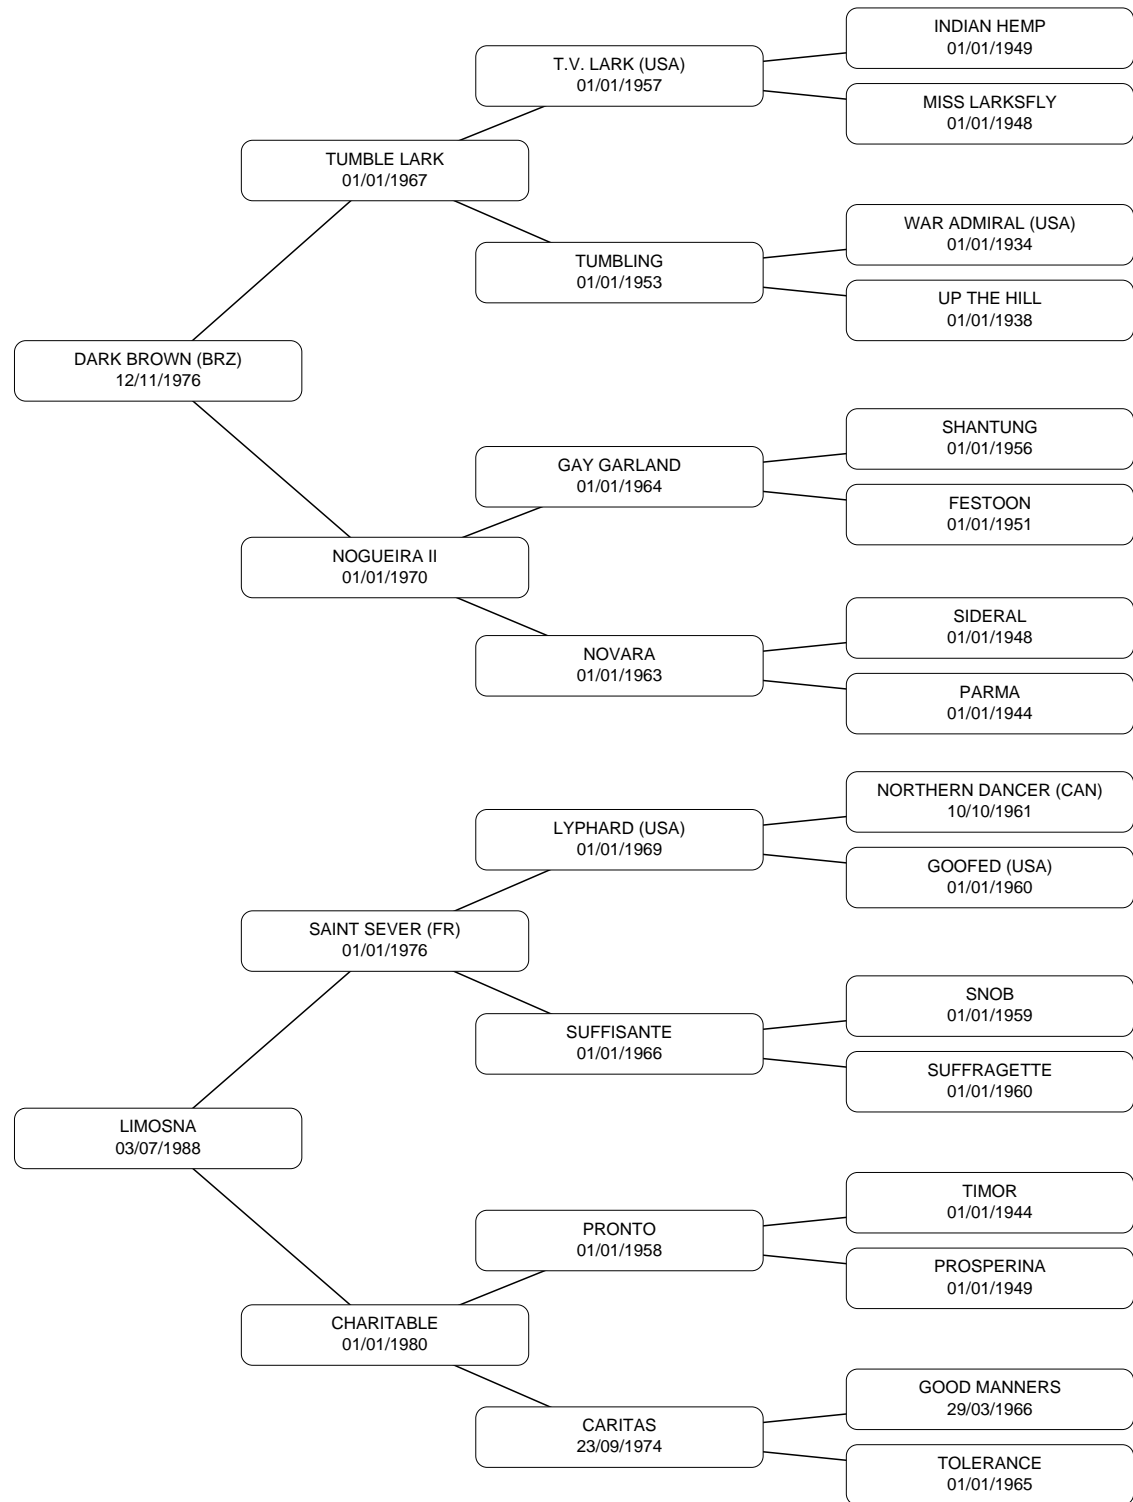 INDIAN HEMP
01/01/1949
T.V. LARK (USA)
01/01/1957
MISS LARKSFLY
01/01/1948
TUMBLE LARK
01/01/1967
WAR ADMIRAL (USA)
01/01/1934
TUMBLING
01/01/1953
UP THE HILL
01/01/1938
DARK BROWN (BRZ)
12/11/1976
SHANTUNG
01/01/1956
GAY GARLAND
01/01/1964
FESTOON
01/01/1951
NOGUEIRA II
01/01/1970
SIDERAL
01/01/1948
NOVARA
01/01/1963
PARMA
01/01/1944
NORTHERN DANCER (CAN)
10/10/1961
LYPHARD (USA)
01/01/1969
GOOFED (USA)
01/01/1960
SAINT SEVER (FR)
01/01/1976
SNOB
01/01/1959
SUFFISANTE
01/01/1966
SUFFRAGETTE
01/01/1960
LIMOSNA
03/07/1988
TIMOR
01/01/1944
PRONTO
01/01/1958
PROSPERINA
01/01/1949
CHARITABLE
01/01/1980
GOOD MANNERS
29/03/1966
CARITAS
23/09/1974
TOLERANCE
01/01/1965